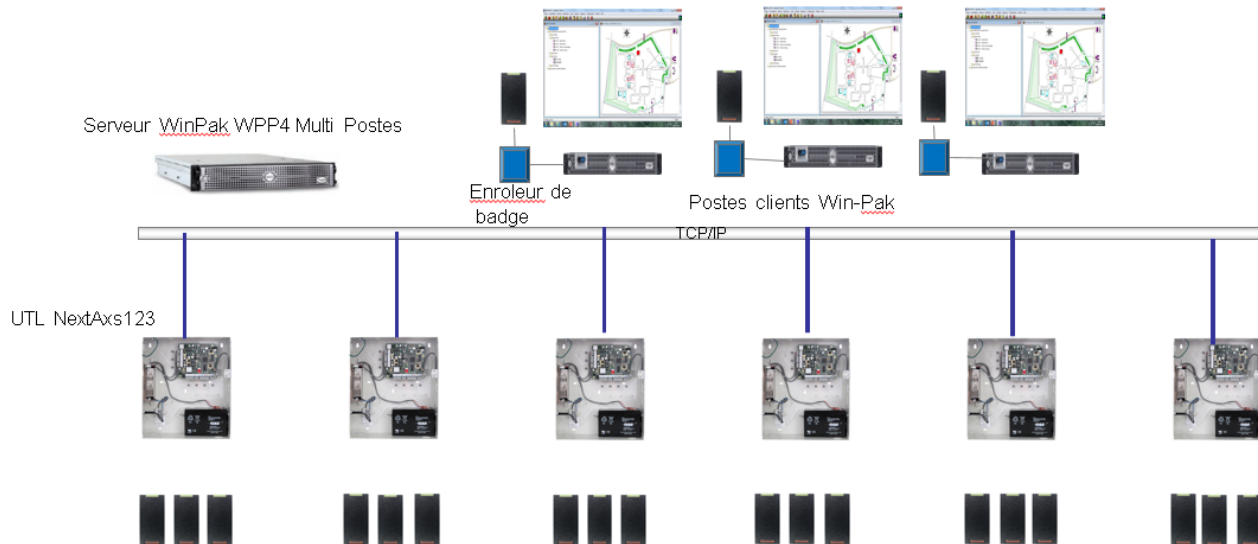 Serveur WinPak WPP4 Multi Postes
Enroleur de
badge
Postes clients Win-Pak
TCP/IP
UTL NextAxs123